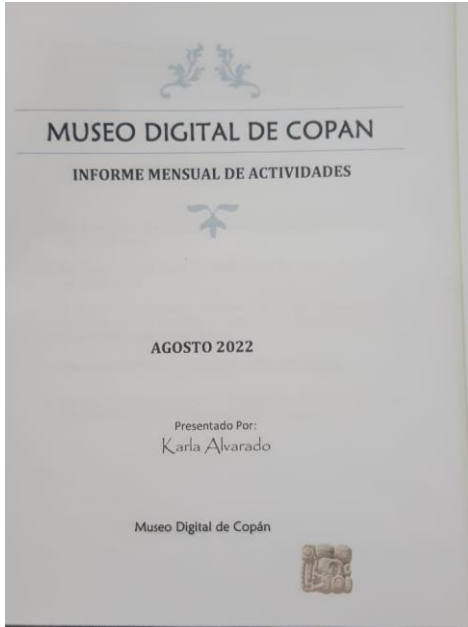 MUSEO DIGITAL DE COPAN
INFORME MENSUAL DE ACTIVIDADES
AGOSTO 2022
Presentado Por:
Karla Alvarado
Museo Digital de Copán